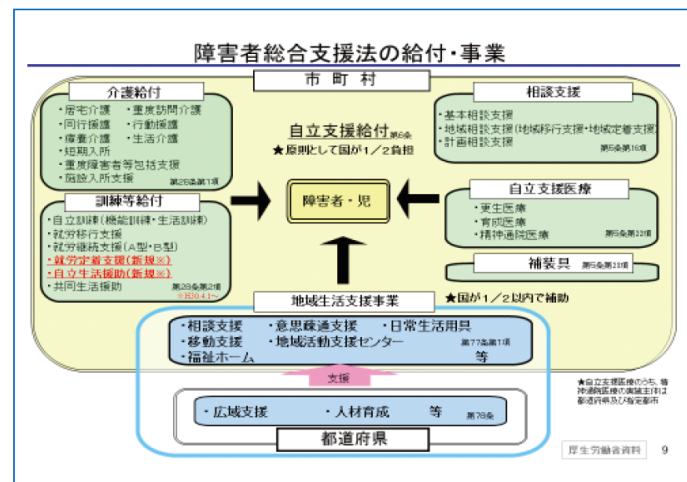 障害者総合支援法の給付・事業
市町村
介護給付
・居宅介護　・重度訪問介護
・同行援護　・行動援護
・療養介護　・生活介護
・短期入所
・重度障害者等包括支援
・施設入所支援　第28条第1項
訓練等給付
・自立訓練(機能訓練・生活訓練)
・就労移行支援
・就労継続支援(A型・B型)
・就労定着支援(新規※)
・自立生活援助(新規※)
・共同生活援助　第28条第2項
※H30.4.1~
自立支援給付 第6条
★原則として国が1/2負担
障害者・児
相談支援
・基本相談支援
・地域相談支援(地域移行支援・地域定着支援)
・計画相談支援
第5条第18項
自立支援医療
・更生医療
・育成医療
・精神通院医療　第5条第22項
補装具　第5条第23項
地域生活支援事業
★国が1/2以内で補助
・相談支援　・意思疎通支援　・日常生活用具
・移動支援　・地域活動支援センター　第77条第1項
・福祉ホーム　等
支援
・広域支援　・人材育成　等　第78条
都道府県
★自立支援医療のうち、精
神通院医療の実施主体は
都道府県及び指定都市
厚生労働省資料　9